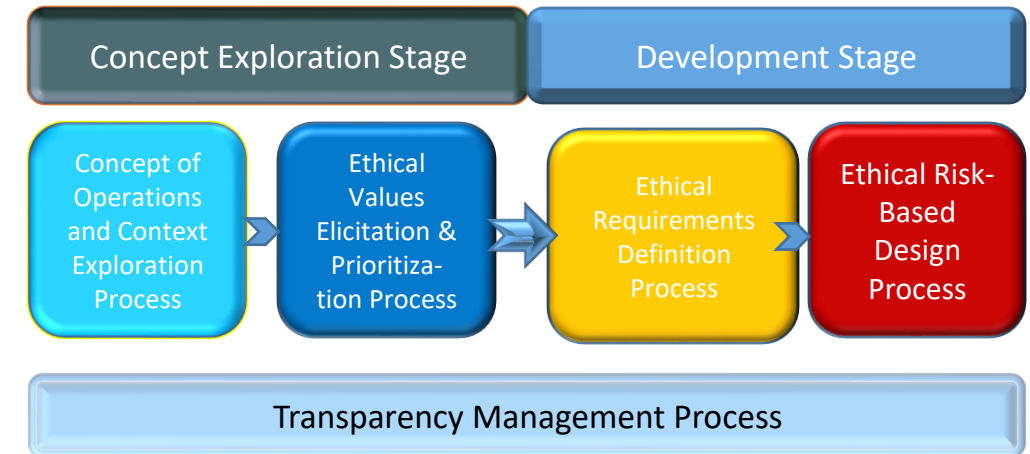 Concept Exploration Stage
Development Stage
Concept of
Operations
and Context
Exploration
Process
Ethical
Values
Elicitation &
Prioritiza-
tion Process
Ethical
Requirements
Definition
Process
Ethical Risk-
Based
Design
Process
Transparency Management Process